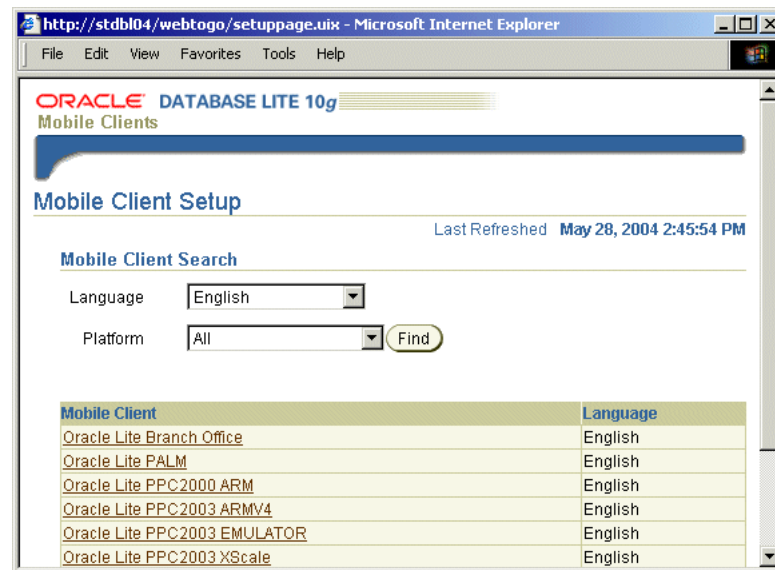 http://stdbl04/webtogo/setuppage.uix - Microsoft Internet Explorer
File Edit View Favorites Tools Help
ORACLE DATABASE LITE 10g
Mobile Clients
Mobile Client Setup
Last Refreshed May 28, 2004 2:45:54 PM
Mobile Client Search
Language English
Platform All Find
Mobile Client Language
Oracle Lite Branch Office English
Oracle Lite PALM English
Oracle Lite PPC2000 ARM English
Oracle Lite PPC2003 ARMV4 English
Oracle Lite PPC2003 EMULATOR English
Oracle Lite PPC2003 XScale English